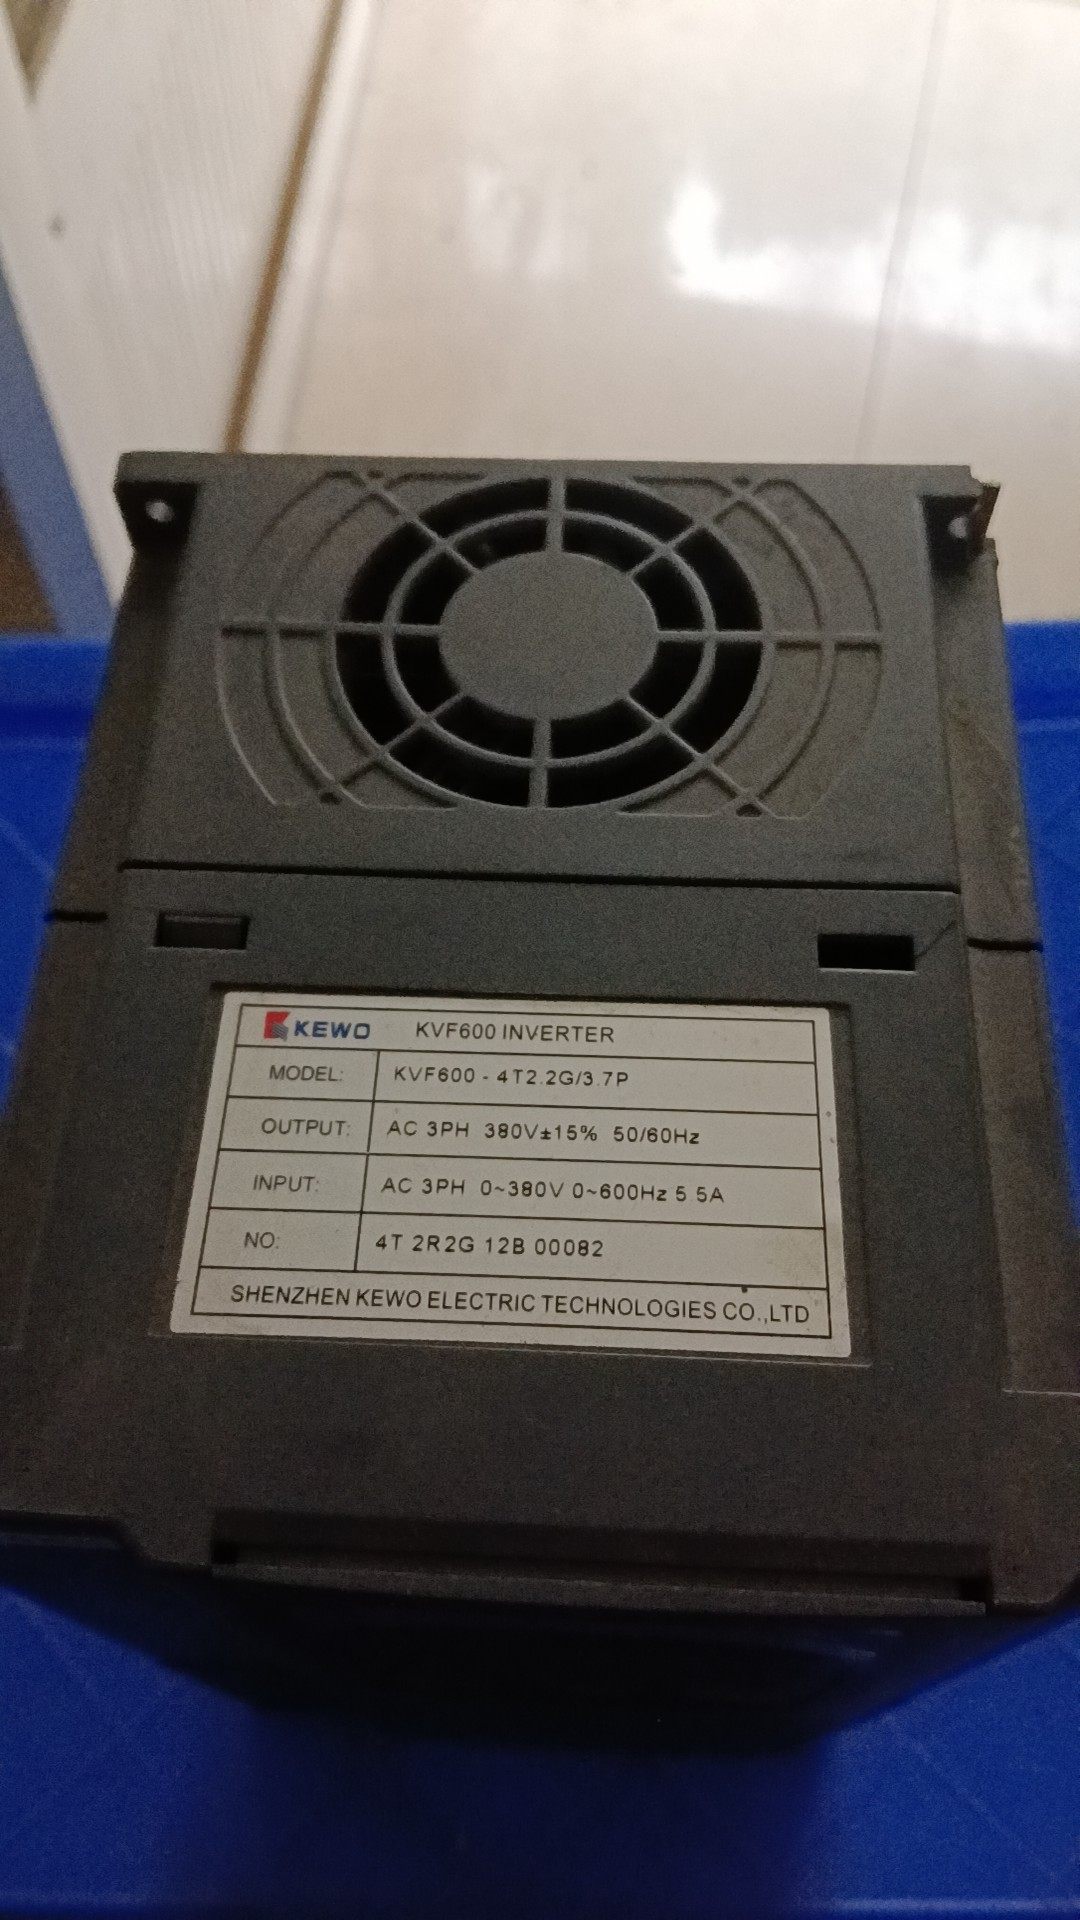 KEWO KVF600 INVERTER
MODEL: KVF600 - 4T2.2G/3.7P
OUTPUT: AC 3PH 380V±15% 50/60Hz
INPUT: AC 3PH 0~380V 0~600Hz 5.5A
NO: 4T 2R2G 12B 00082
SHENZHEN KEWO ELECTRIC TECHNOLOGIES CO.,LTD